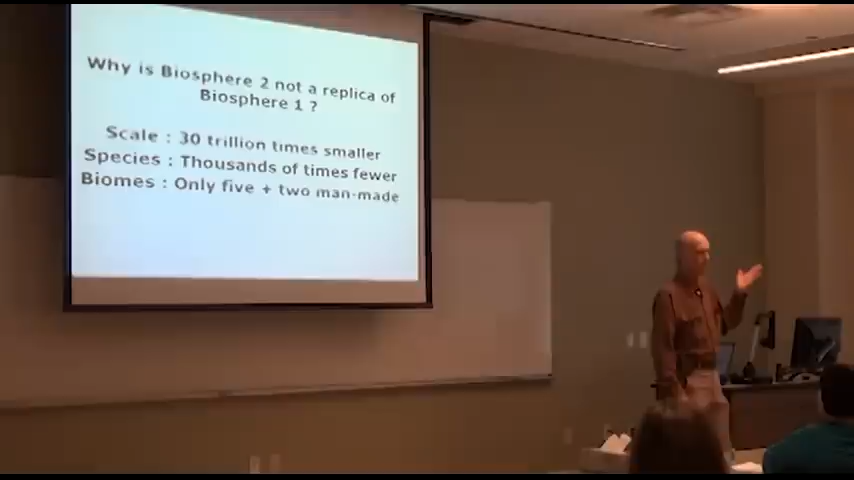 Why is Biosphere 2 not a replica of
Biosphere 1 ?
Scale : 30 trillion times smaller
Species : Thousands of times fewer
Biomes : Only five + two man-made